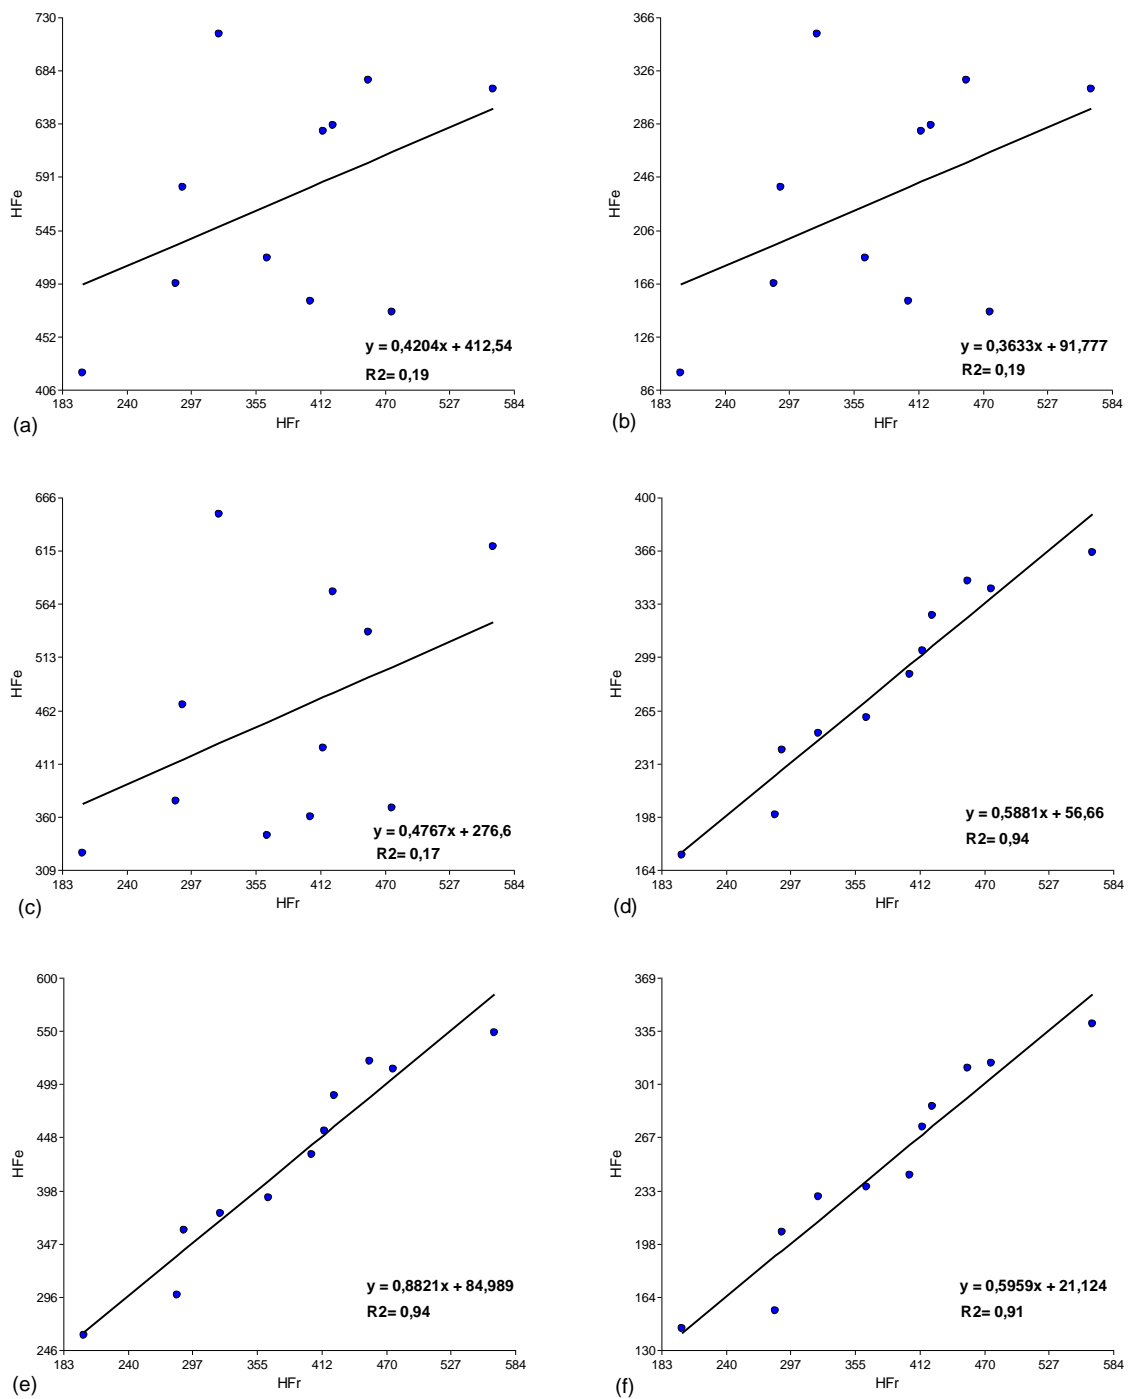 730
684
638
591
545
499
452
406
HFe
183 240 297 355 412 470 527 584
HFr
y = 0,4204x + 412,54
R2= 0,19
(a)
366
326
286
246
206
166
126
86
HFe
183 240 297 355 412 470 527 584
HFr
y = 0,3633x + 91,777
R2= 0,19
(b)
666
615
564
513
462
411
360
309
HFe
183 240 297 355 412 470 527 584
HFr
y = 0,4767x + 276,6
R2= 0,17
(c)
400
366
333
299
265
231
198
164
HFe
183 240 297 355 412 470 527 584
HFr
y = 0,5881x + 56,66
R2= 0,94
(d)
600
550
499
448
398
347
296
246
HFe
183 240 297 355 412 470 527 584
HFr
y = 0,8821x + 84,989
R2= 0,94
(e)
369
335
301
267
233
198
164
130
HFe
183 240 297 355 412 470 527 584
HFr
y = 0,5959x + 21,124
R2= 0,91
(f)